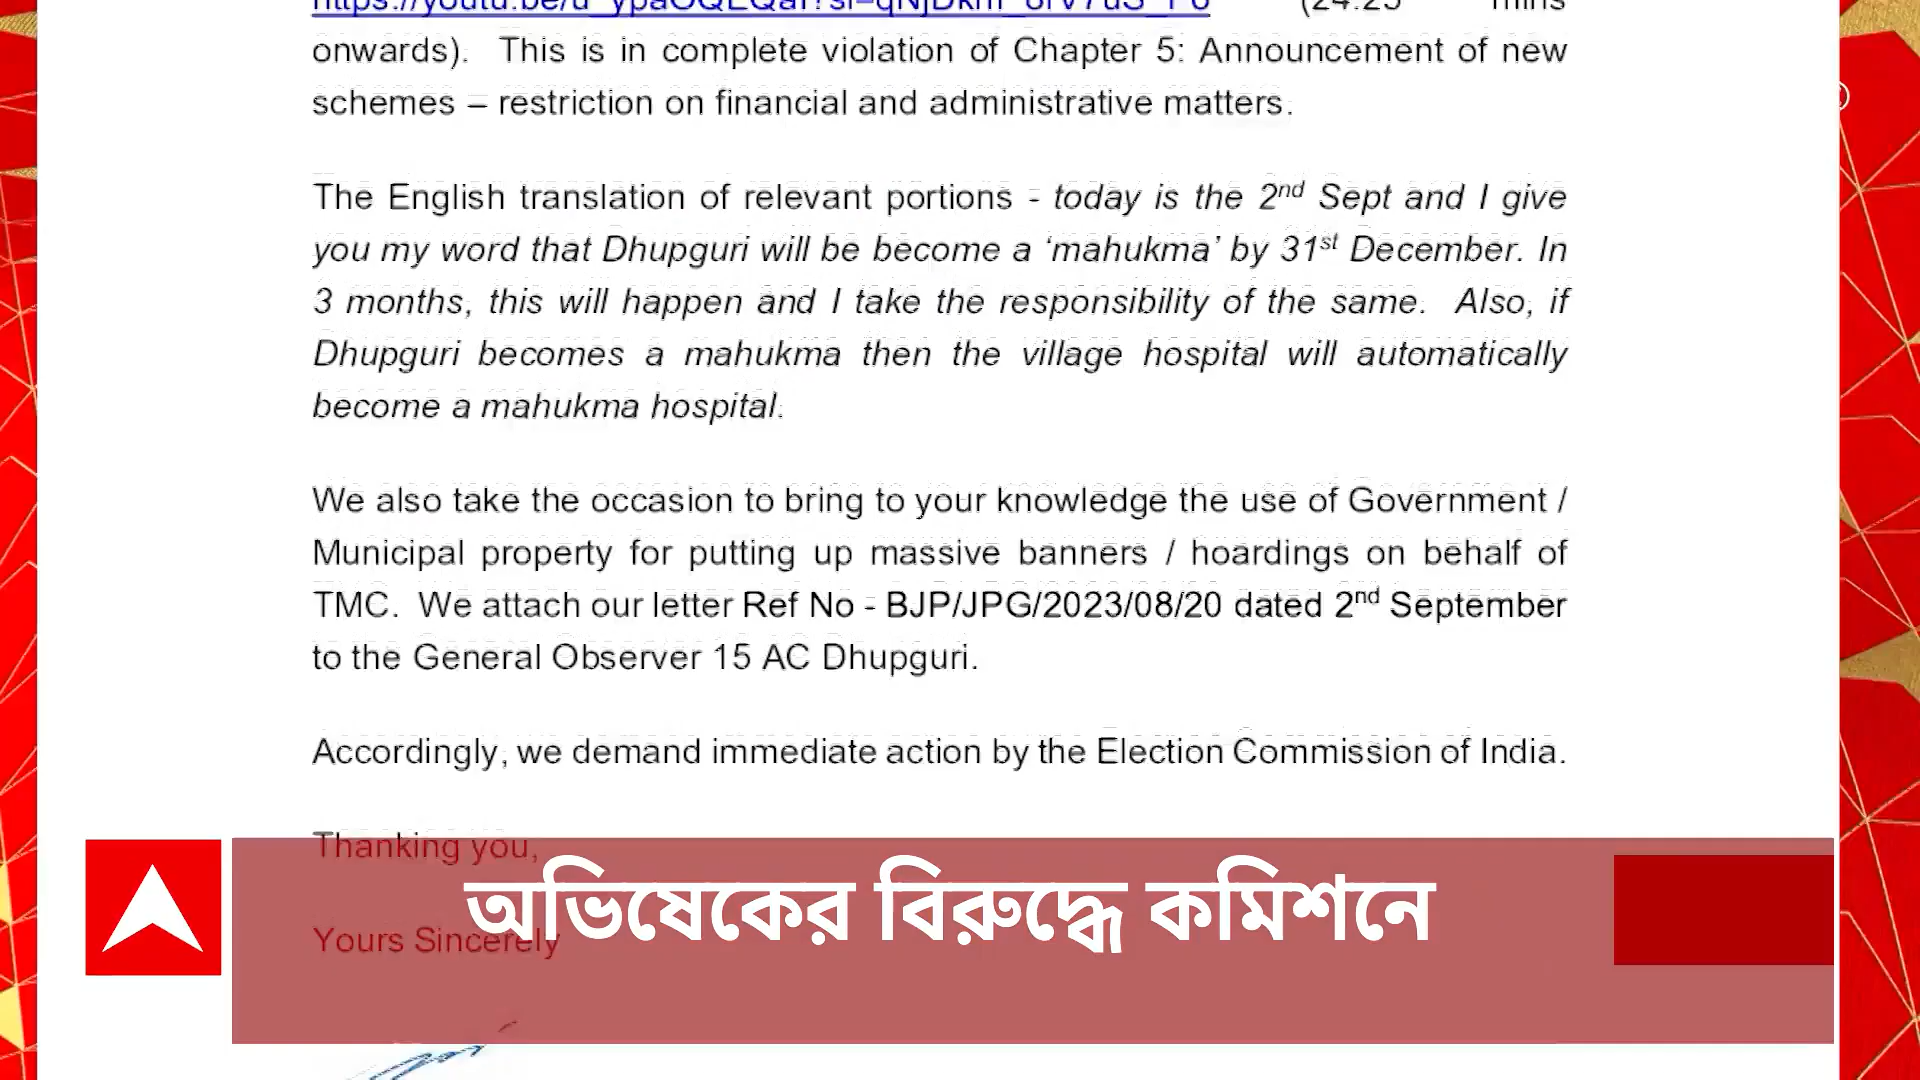 (24:25 mins
onwards). This is in complete violation of Chapter 5: Announcement of new
schemes – restriction on financial and administrative matters.
The English translation of relevant portions - today is the 2nd Sept and I give
you my word that Dhupguri will be become a ‘mahukma’ by 31st December. In
3 months, this will happen and I take the responsibility of the same. Also, if
Dhupguri becomes a mahukma then the village hospital will automatically
become a mahukma hospital.
We also take the occasion to bring to your knowledge the use of Government /
Municipal property for putting up massive banners / hoardings on behalf of
TMC. We attach our letter Ref No - BJP/JPG/2023/08/20 dated 2nd September
to the General Observer 15 AC Dhupguri.
Accordingly, we demand immediate action by the Election Commission of India.
Thanking you,
Yours Sincerely
অভিষেকের বিরুদ্ধে কমিশনে